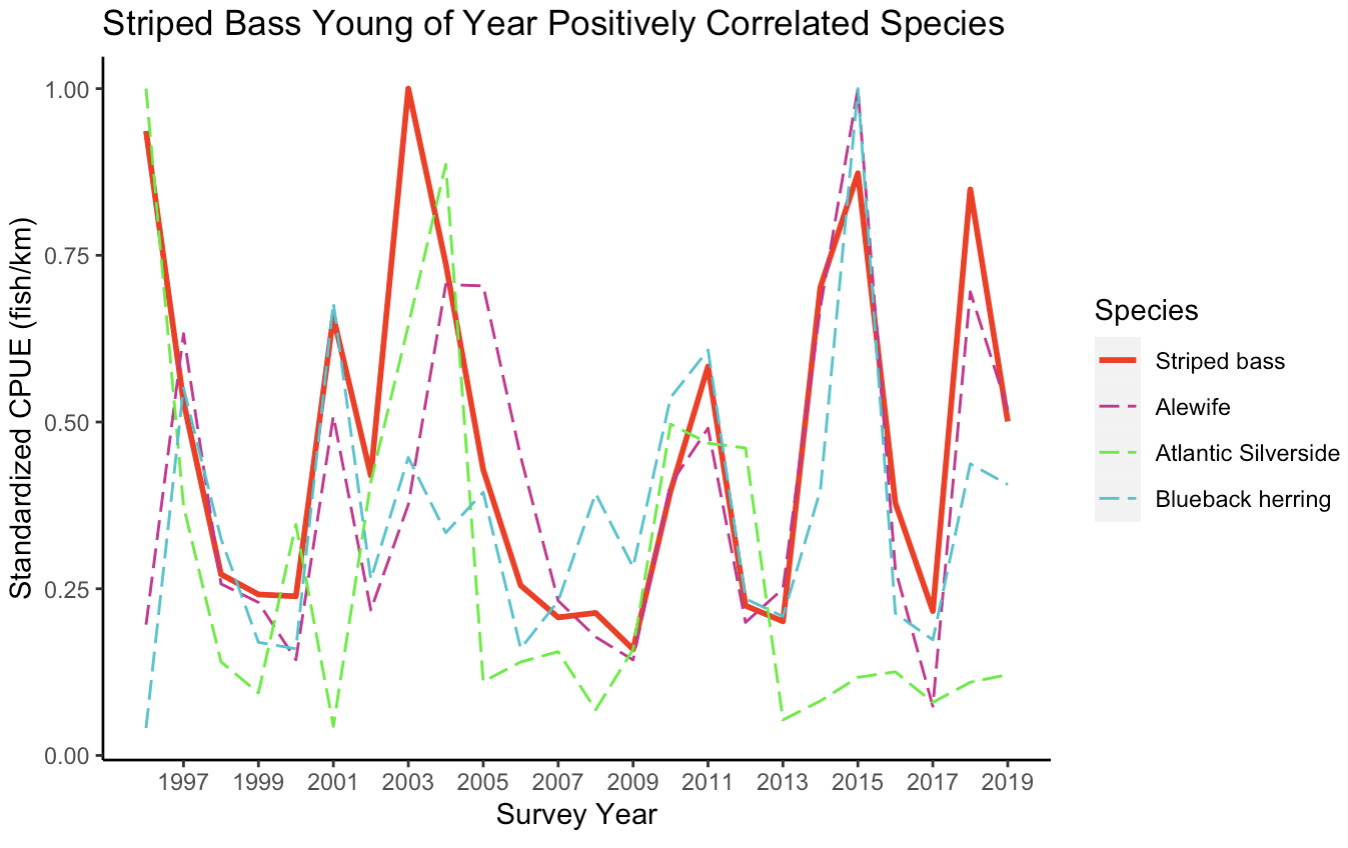 Striped Bass Young of Year Positively Correlated Species
Standardized CPUE (fish/km)
1.00
0.75
0.50
0.25
0.00
1997 1999 2001 2003 2005 2007 2009 2011 2013 2015 2017 2019
Survey Year
Species
Striped bass
Alewife
Atlantic Silverside
Blueback herring